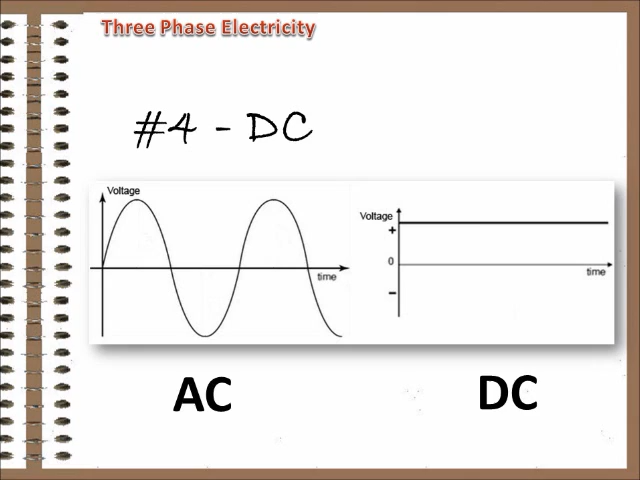 Three Phase Electricity
#4 - DC
Voltage
time
Voltage
+
0
time
−
AC
DC